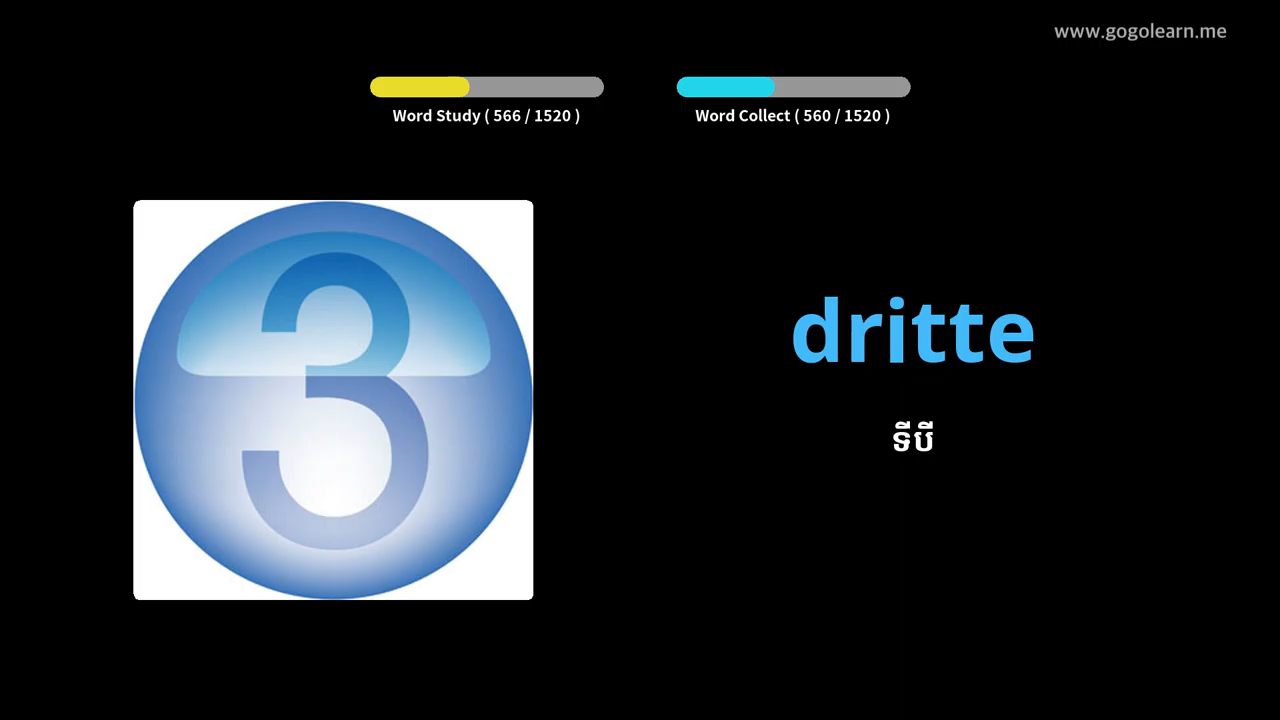 www.gogolearn.me
Word Study ( 566 / 1520 )
Word Collect ( 560 / 1520 )
3
dritte
ទីបី